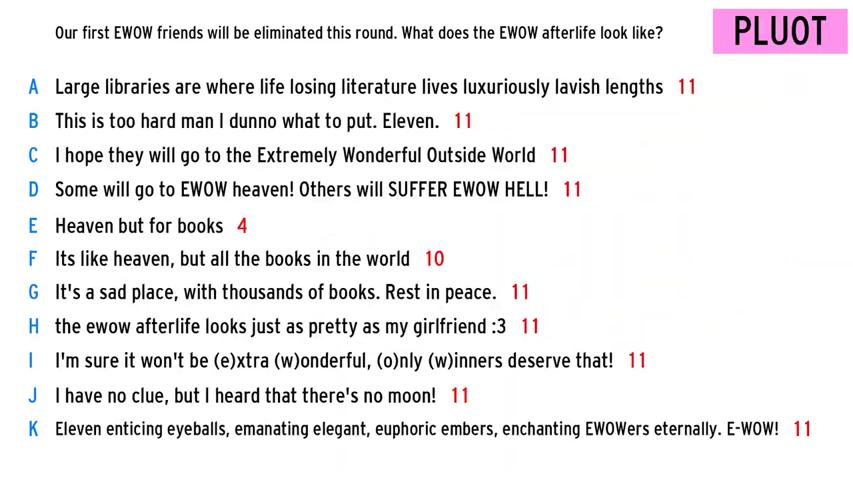 Our first EWOW friends will be eliminated this round. What does the EWOW afterlife look like?
PLUOT
A Large libraries are where life losing literature lives luxuriously lavish lengths 11
B This is too hard man I dunno what to put. Eleven. 11
C I hope they will go to the Extremely Wonderful Outside World 11
D Some will go to EWOW heaven! Others will SUFFER EWOW HELL! 11
E Heaven but for books 4
F Its like heaven, but all the books in the world 10
G It's a sad place, with thousands of books. Rest in peace. 11
H the ewow afterlife looks just as pretty as my girlfriend :3 11
I I'm sure it won't be (e)xtra (w)onderful, (o)nly (w)inners deserve that! 11
J I have no clue, but I heard that there's no moon! 11
K Eleven enticing eyeballs, emanating elegant, euphoric embers, enchanting EWOWers eternally. E-WOW! 11